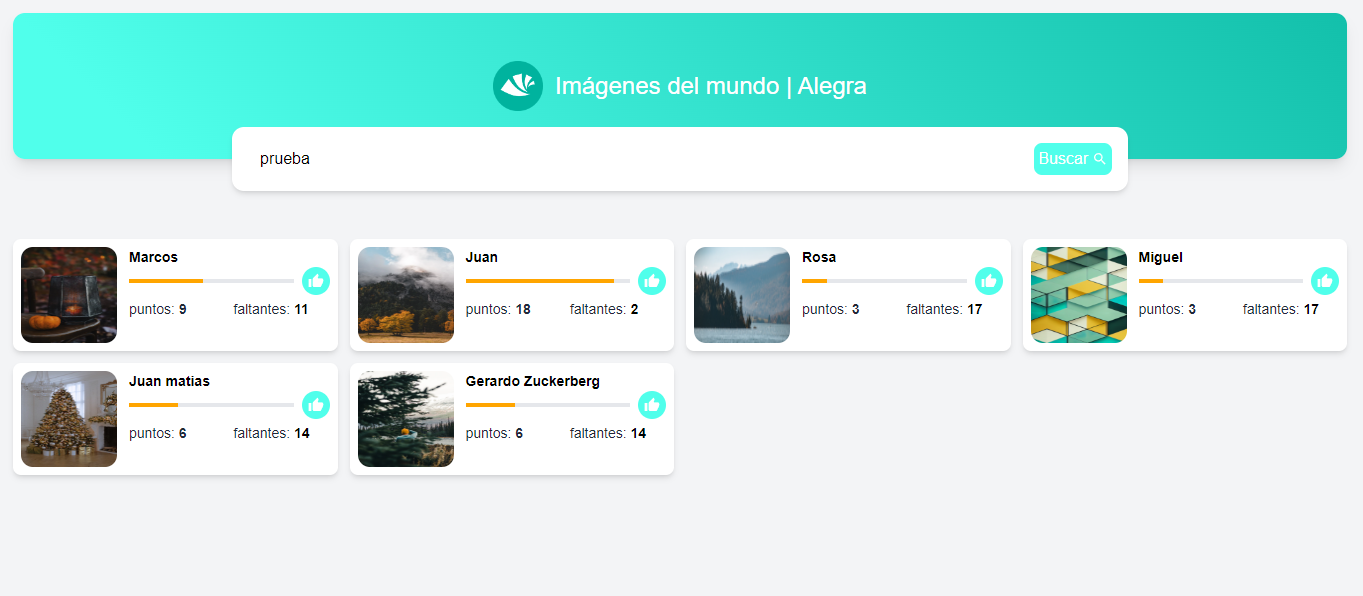 Imágenes del mundo | Alegra
prueba Buscar
Marcos
puntos: 9 faltantes: 11
Juan
puntos: 18 faltantes: 2
Rosa
puntos: 3 faltantes: 17
Miguel
puntos: 3 faltantes: 17
Juan matias
puntos: 6 faltantes: 14
Gerardo Zuckerberg
puntos: 6 faltantes: 14